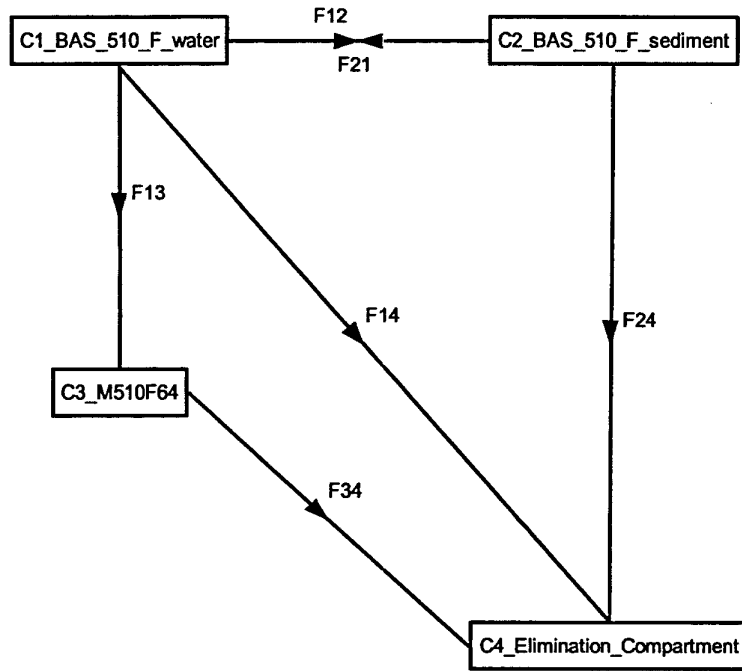 F12
C1_BAS_510_F_water
C2_BAS_510_F_sediment
F21
F13
F14
F24
C3_M510F64
F34
C4_Elimination_Compartment